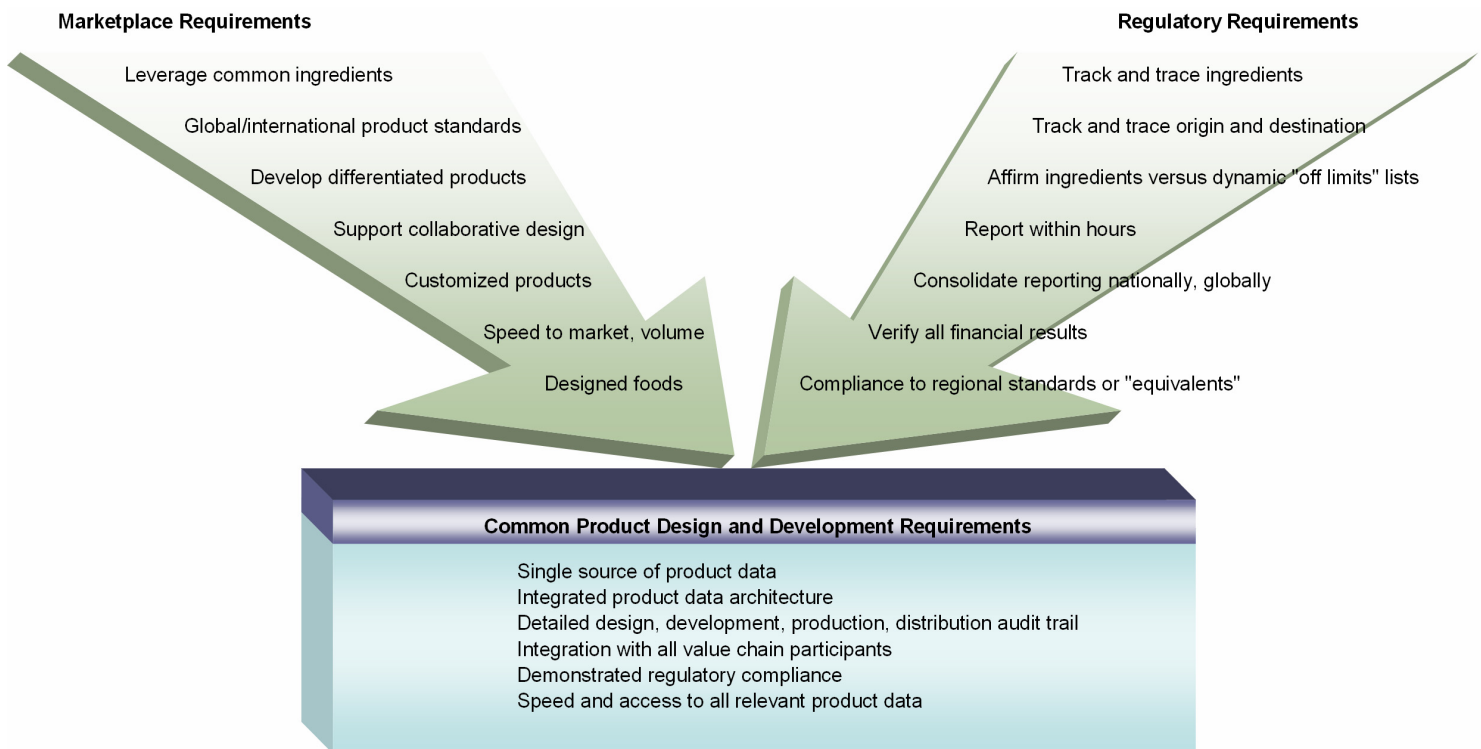 Marketplace Requirements
Leverage common ingredients
Global/international product standards
Develop differentiated products
Support collaborative design
Customized products
Speed to market, volume
Designed foods
Regulatory Requirements
Track and trace ingredients
Track and trace origin and destination
Affirm ingredients versus dynamic "off limits" lists
Report within hours
Consolidate reporting nationally, globally
Verify all financial results
Compliance to regional standards or "equivalents"
Common Product Design and Development Requirements
Single source of product data
Integrated product data architecture
Detailed design, development, production, distribution audit trail
Integration with all value chain participants
Demonstrated regulatory compliance
Speed and access to all relevant product data